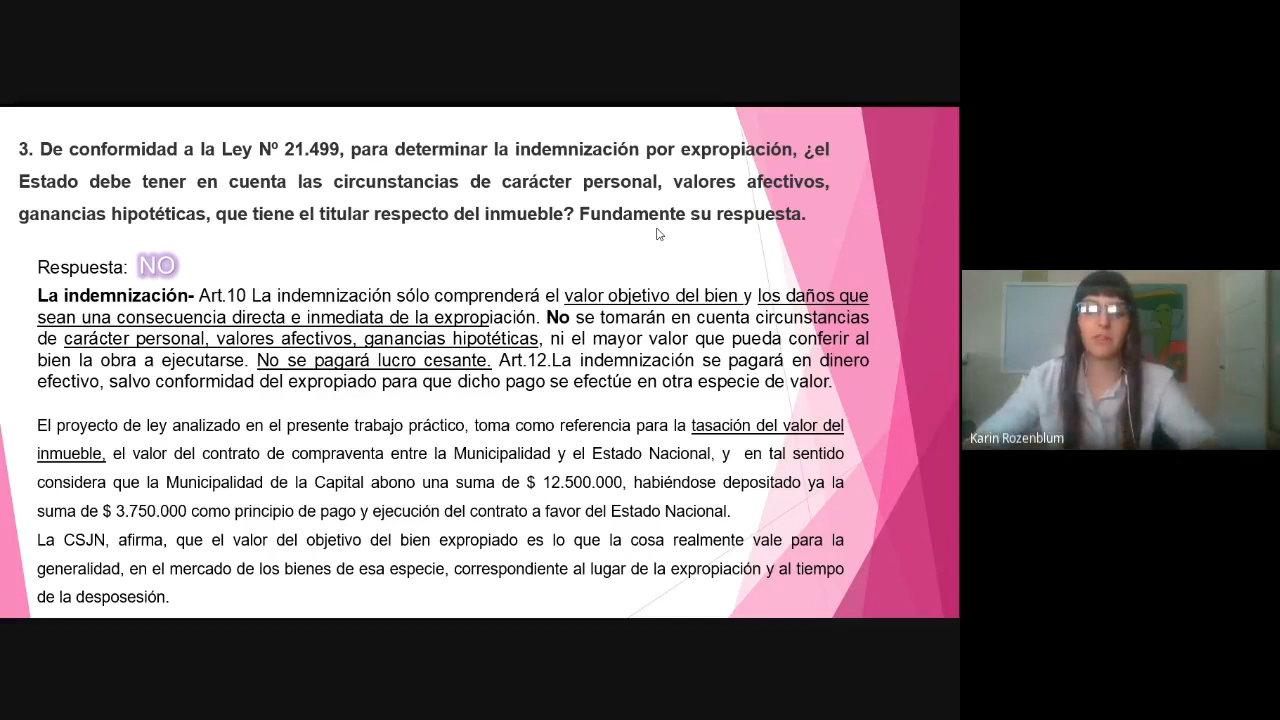 3. De conformidad a la Ley Nº 21.499, para determinar la indemnización por expropiación, ¿el
Estado debe tener en cuenta las circunstancias de carácter personal, valores afectivos,
ganancias hipotéticas, que tiene el titular respecto del inmueble? Fundamente su respuesta.
Respuesta: NO
La indemnización- Art.10 La indemnización sólo comprenderá el valor objetivo del bien y los daños que
sean una consecuencia directa e inmediata de la expropiación. No se tomarán en cuenta circunstancias
de carácter personal, valores afectivos, ganancias hipotéticas, ni el mayor valor que pueda conferir al
bien la obra a ejecutarse. No se pagará lucro cesante. Art.12.La indemnización se pagará en dinero
efectivo, salvo conformidad del expropiado para que dicho pago se efectúe en otra especie de valor.
El proyecto de ley analizado en el presente trabajo práctico, toma como referencia para la tasación del valor del
inmueble, el valor del contrato de compraventa entre la Municipalidad y el Estado Nacional, y en tal sentido
considera que la Municipalidad de la Capital abono una suma de $ 12.500.000, habiéndose depositado ya la
suma de $ 3.750.000 como principio de pago y ejecución del contrato a favor del Estado Nacional.
La CSJN, afirma, que el valor del objetivo del bien expropiado es lo que la cosa realmente vale para la
generalidad, en el mercado de los bienes de esa especie, correspondiente al lugar de la expropiación y al tiempo
de la desposesión.
Karin Rozenblum